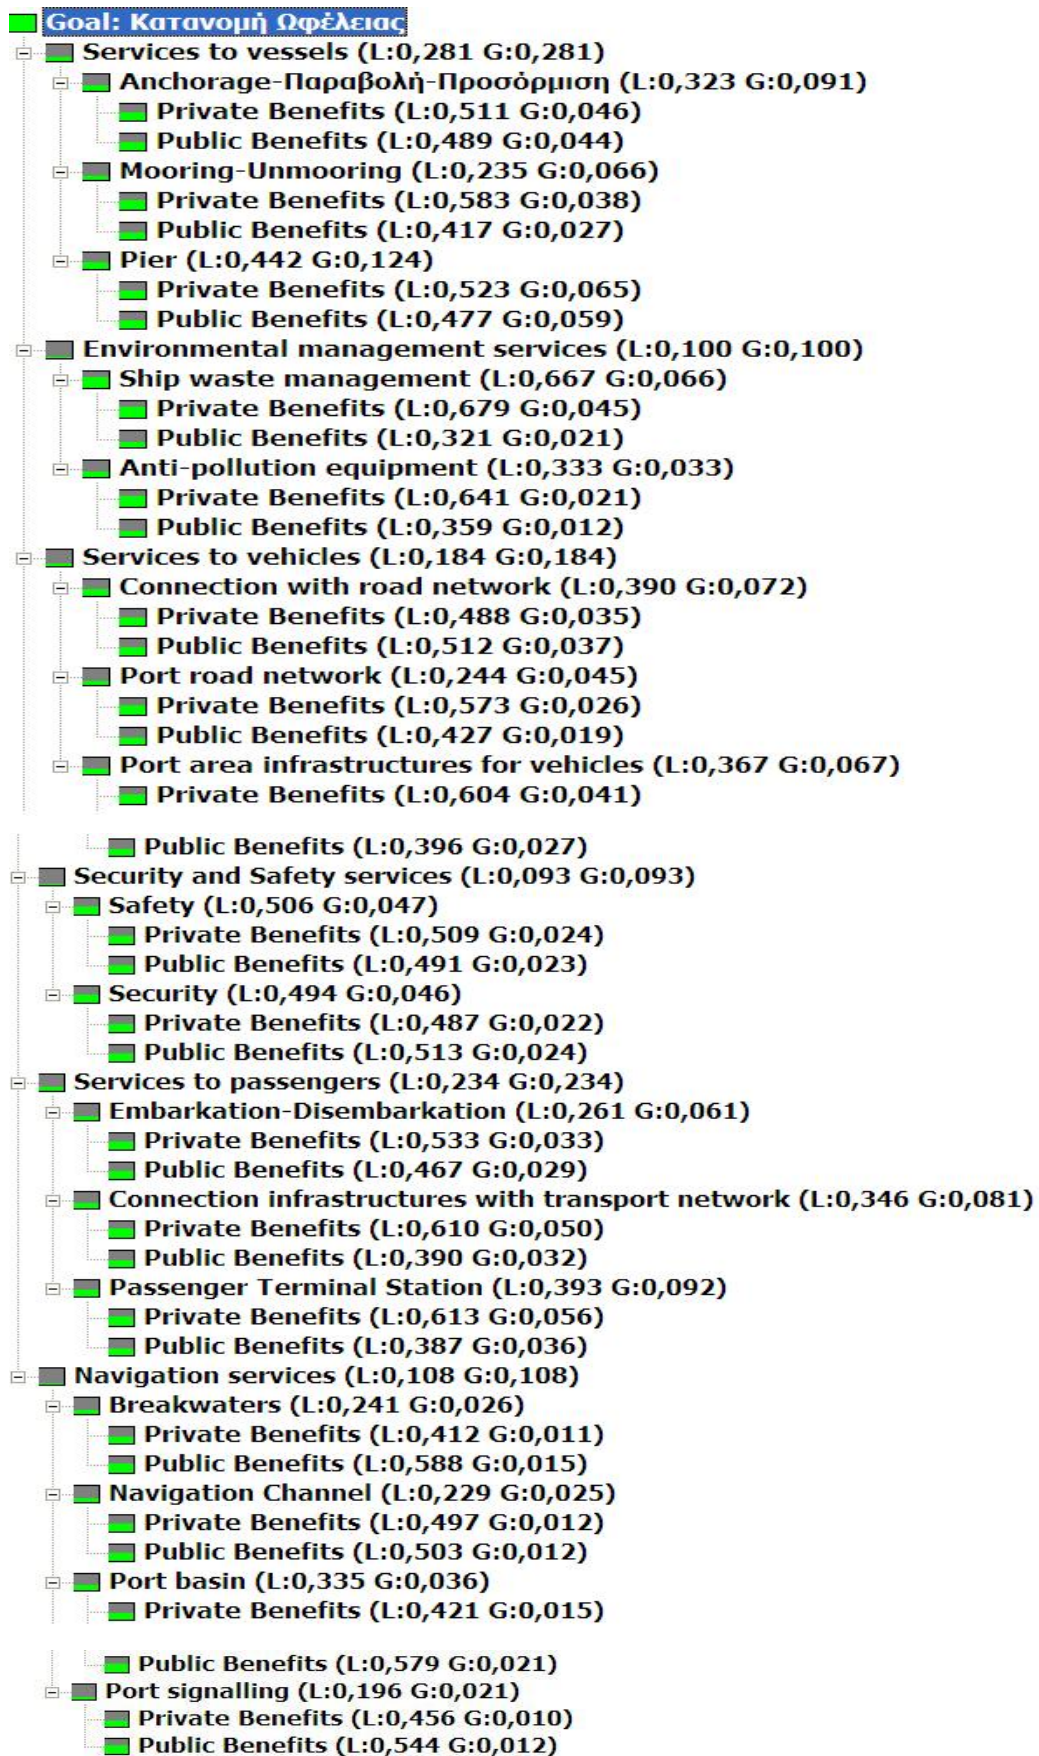 Goal: Κατανομή Ωφέλειας
Services to vessels (L:0,281 G:0,281)
Anchorage-Παραβολή-Προσόρμιση (L:0,323 G:0,091)
Private Benefits (L:0,511 G:0,046)
Public Benefits (L:0,489 G:0,044)
Mooring-Unmooring (L:0,235 G:0,066)
Private Benefits (L:0,583 G:0,038)
Public Benefits (L:0,417 G:0,027)
Pier (L:0,442 G:0,124)
Private Benefits (L:0,523 G:0,065)
Public Benefits (L:0,477 G:0,059)
Environmental management services (L:0,100 G:0,100)
Ship waste management (L:0,667 G:0,066)
Private Benefits (L:0,679 G:0,045)
Public Benefits (L:0,321 G:0,021)
Anti-pollution equipment (L:0,333 G:0,033)
Private Benefits (L:0,641 G:0,021)
Public Benefits (L:0,359 G:0,012)
Services to vehicles (L:0,184 G:0,184)
Connection with road network (L:0,390 G:0,072)
Private Benefits (L:0,488 G:0,035)
Public Benefits (L:0,512 G:0,037)
Port road network (L:0,244 G:0,045)
Private Benefits (L:0,573 G:0,026)
Public Benefits (L:0,427 G:0,019)
Port area infrastructures for vehicles (L:0,367 G:0,067)
Private Benefits (L:0,604 G:0,041)
Public Benefits (L:0,396 G:0,027)
Security and Safety services (L:0,093 G:0,093)
Safety (L:0,506 G:0,047)
Private Benefits (L:0,509 G:0,024)
Public Benefits (L:0,491 G:0,023)
Security (L:0,494 G:0,046)
Private Benefits (L:0,487 G:0,022)
Public Benefits (L:0,513 G:0,024)
Services to passengers (L:0,234 G:0,234)
Embarkation-Disembarkation (L:0,261 G:0,061)
Private Benefits (L:0,533 G:0,033)
Public Benefits (L:0,467 G:0,029)
Connection infrastructures with transport network (L:0,346 G:0,081)
Private Benefits (L:0,610 G:0,050)
Public Benefits (L:0,390 G:0,032)
Passenger Terminal Station (L:0,393 G:0,092)
Private Benefits (L:0,613 G:0,056)
Public Benefits (L:0,387 G:0,036)
Navigation services (L:0,108 G:0,108)
Breakwaters (L:0,241 G:0,026)
Private Benefits (L:0,412 G:0,011)
Public Benefits (L:0,588 G:0,015)
Navigation Channel (L:0,229 G:0,025)
Private Benefits (L:0,497 G:0,012)
Public Benefits (L:0,503 G:0,012)
Port basin (L:0,335 G:0,036)
Private Benefits (L:0,421 G:0,015)
Public Benefits (L:0,579 G:0,021)
Port signalling (L:0,196 G:0,021)
Private Benefits (L:0,456 G:0,010)
Public Benefits (L:0,544 G:0,012)